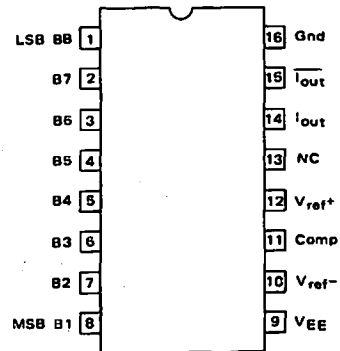 LSB B8 1
B7 2
B6 3
B5 4
B4 5
B3 6
B2 7
MSB B1 8
16 Gnd
15 I̅out
14 Iout
13 NC
12 Vref+
11 Comp
10 Vref-
9 VEE